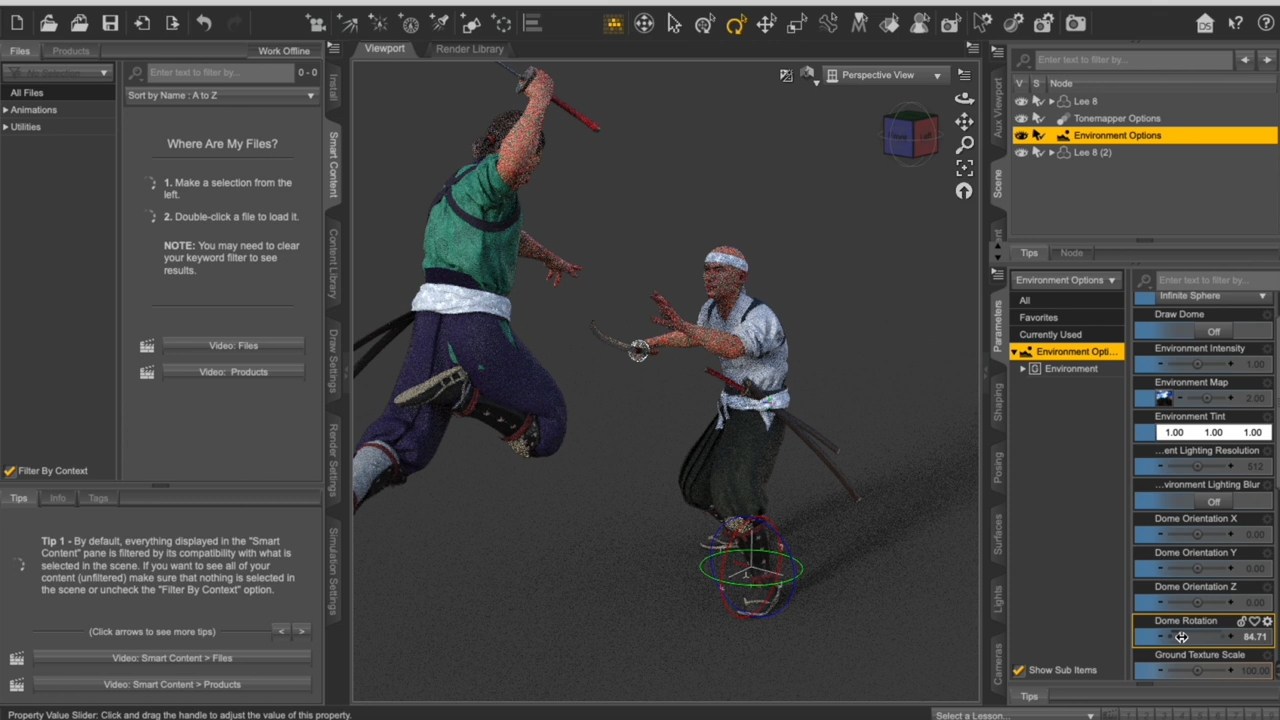 DS
Files
Products
Work Offline
Viewport
Render Library
Enter text to filter by...
0 - 0
All Files
Animations
Utilities
Sort by Name : A to Z
Where Are My Files?
1. Make a selection from the
left.
2. Double-click a file to load it.
NOTE: You may need to clear
your keyword filter to see
results.
Video: Files
Video: Products
Filter By Context
Tips
Info
Tags
Tip 1 - By default, everything displayed in the "Smart
Content" pane is filtered by its compatibility with what is
selected in the scene. If you want to see all of your
content (unfiltered) make sure that nothing is selected in
the scene or uncheck the "Filter By Context" option.
(Click arrows to see more tips)
<
>
Video: Smart Content > Files
Video: Smart Content > Products
Install
Smart Content
Content Library
Draw Settings
Render Settings
Simulation Settings
Perspective View
Left
Aux Viewport
Scene
Enter text to filter by...
V
S
Node
Lee 8
Tonemapper Options
Environment Options
Lee 8 (2)
Tips
Node
Parameters
Shaping
Posing
Surfaces
Lights
Cameras
Environment Options
Enter text to filter by...
All
Favorites
Currently Used
Environment Opti...
G
Environment
Infinite Sphere
Draw Dome
Off
Environment Intensity
1.00
Environment Map
2.00
Environment Tint
1.00 1.00 1.00
...ent Lighting Resolution
512
...vironment Lighting Blur
Off
Dome Orientation X
0.00
Dome Orientation Y
0.00
Dome Orientation Z
0.00
Dome Rotation
84.71
Ground Texture Scale
100.00
Show Sub Items
Tips
Property Value Slider: Click and drag the handle to adjust the value of this property.
Select a Lesson...